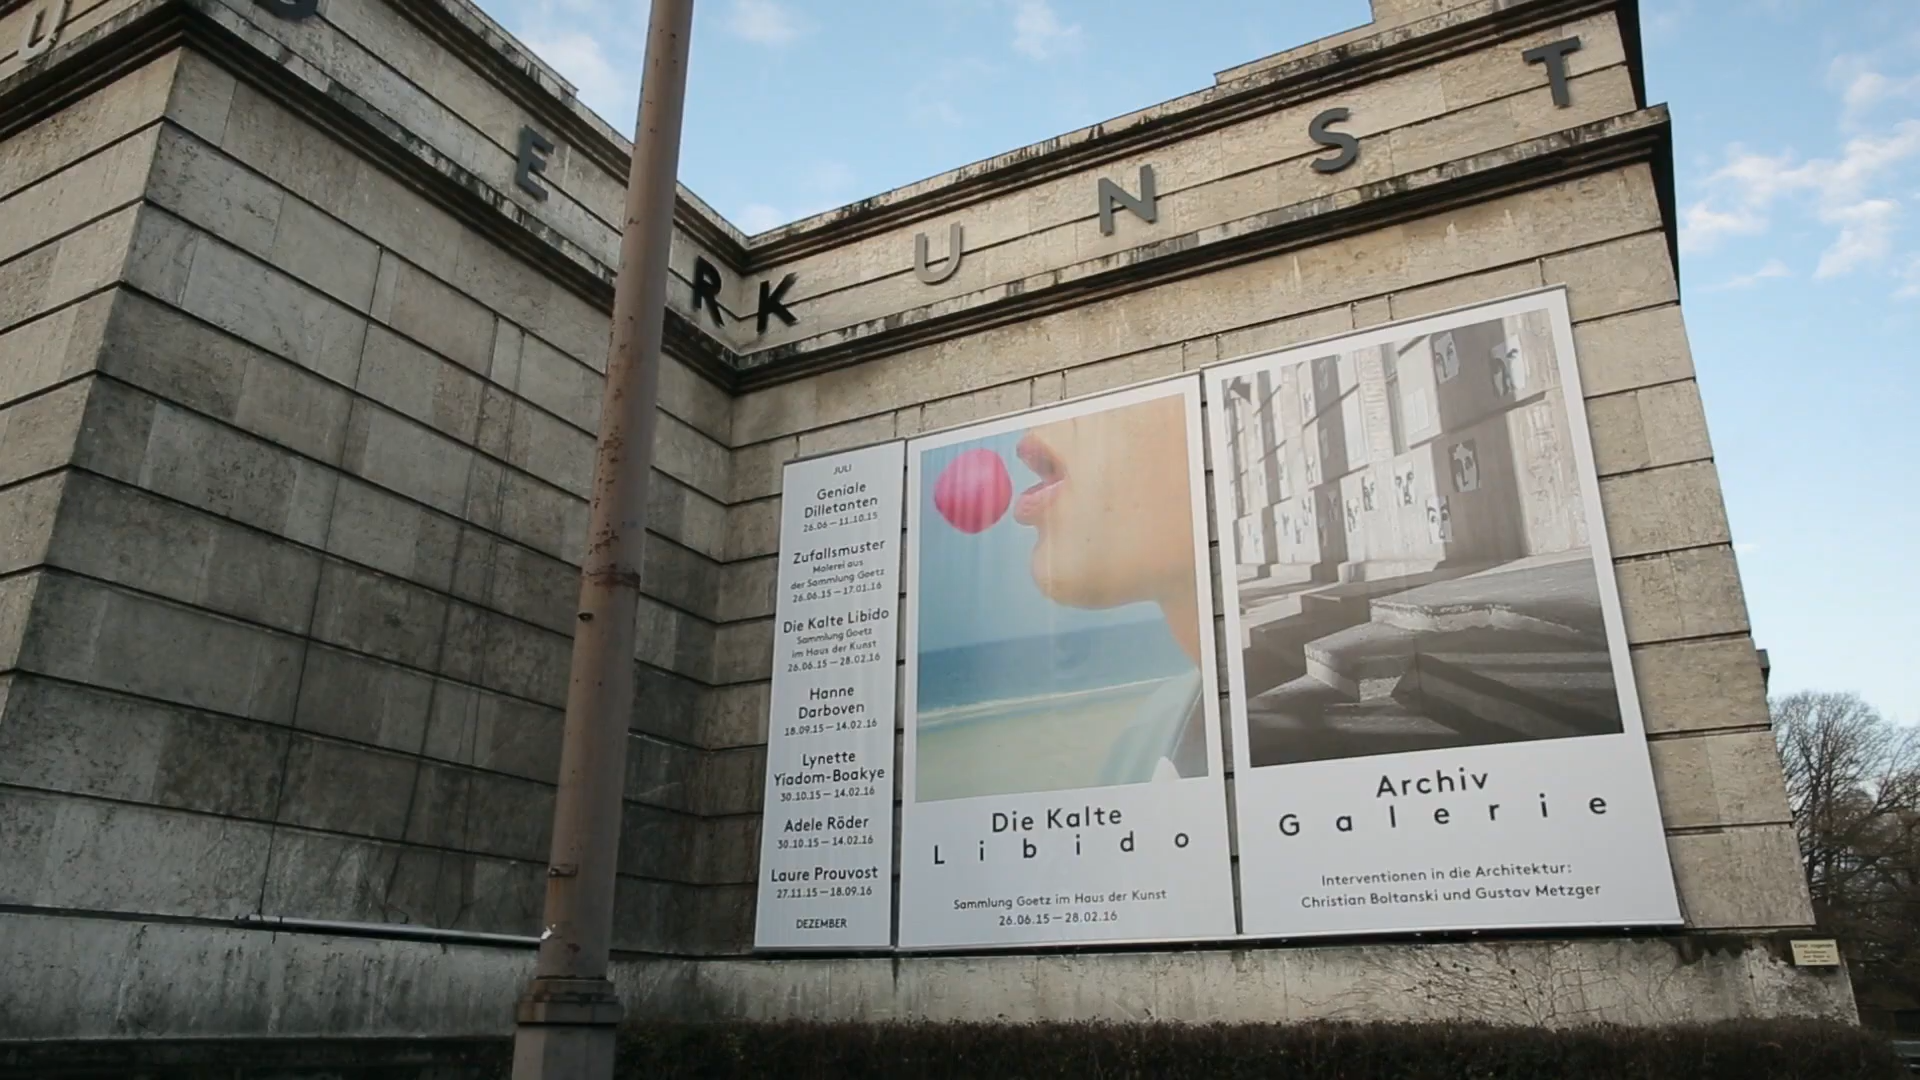 U S
E R K U N S T
JULI
Geniale
Dilletanten
26.06 — 11.10.15
Zufallsmuster
Malerei aus
der Sammlung Goetz
26.06.15 — 17.01.16
Die Kalte Libido
Sammlung Goetz
im Haus der Kunst
26.06.15 — 28.02.16
Hanne
Darboven
18.09.15 — 14.02.16
Lynette
Yiadom-Boakye
30.10.15 — 14.02.16
Adele Röder
30.10.15 — 14.02.16
Laure Prouvost
27.11.15 — 18.09.16
DEZEMBER
Die Kalte
Libido
Sammlung Goetz im Haus der Kunst
26.06.15 — 28.02.16
Archiv
Galerie
Interventionen in die Architektur:
Christian Boltanski und Gustav Metzger